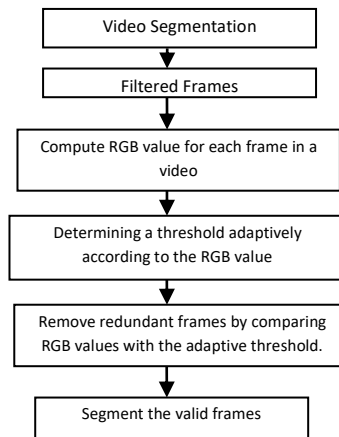 Video Segmentation
Filtered Frames
Compute RGB value for each frame in a
video
Determining a threshold adaptively
according to the RGB value
Remove redundant frames by comparing
RGB values with the adaptive threshold.
Segment the valid frames